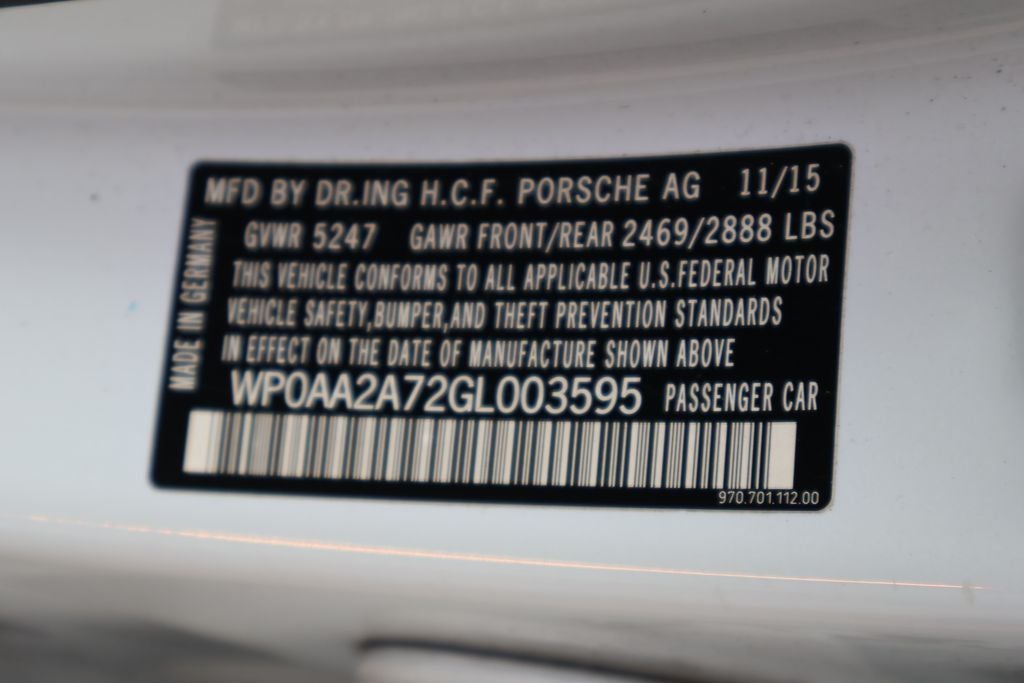 MFD BY DR.ING H.C.F. PORSCHE AG 11/15
GVWR 5247 GAWR FRONT/REAR 2469/2888 LBS
THIS VEHICLE CONFORMS TO ALL APPLICABLE U.S.FEDERAL MOTOR
VEHICLE SAFETY,BUMPER,AND THEFT PREVENTION STANDARDS
IN EFFECT ON THE DATE OF MANUFACTURE SHOWN ABOVE
WP0AA2A72GL003595 PASSENGER CAR
970.701.112.00
MADE IN GERMANY